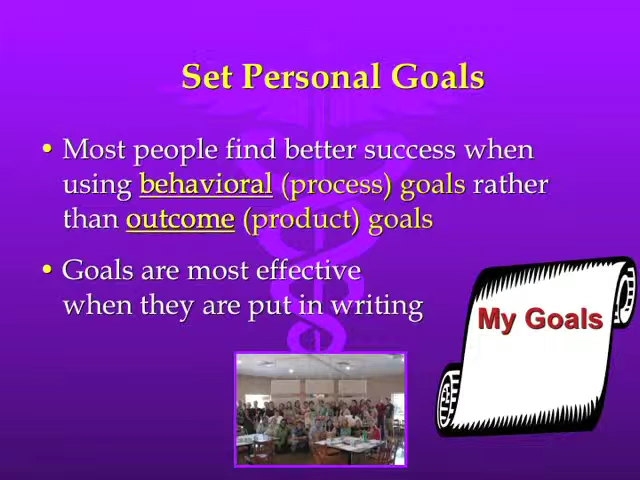 Set Personal Goals
• Most people find better success when
using behavioral (process) goals rather
than outcome (product) goals
• Goals are most effective
when they are put in writing
My Goals